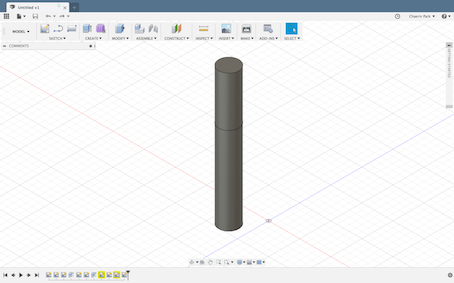 Untitled v1
Chaerin Park
MODEL
SKETCH
CREATE
MODIFY
ASSEMBLE
CONSTRUCT
INSPECT
INSERT
MAKE
ADD-INS
SELECT
COMMENTS